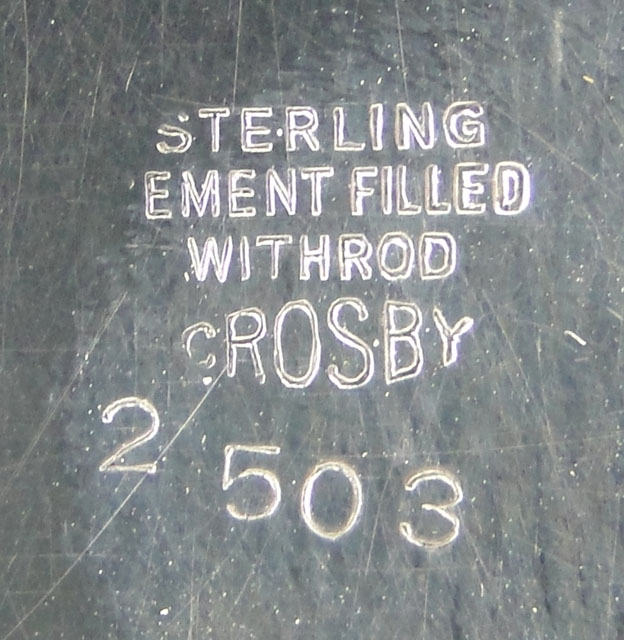 STERLING
EMENT FILLED
WITHROD
CROSBY
2 503